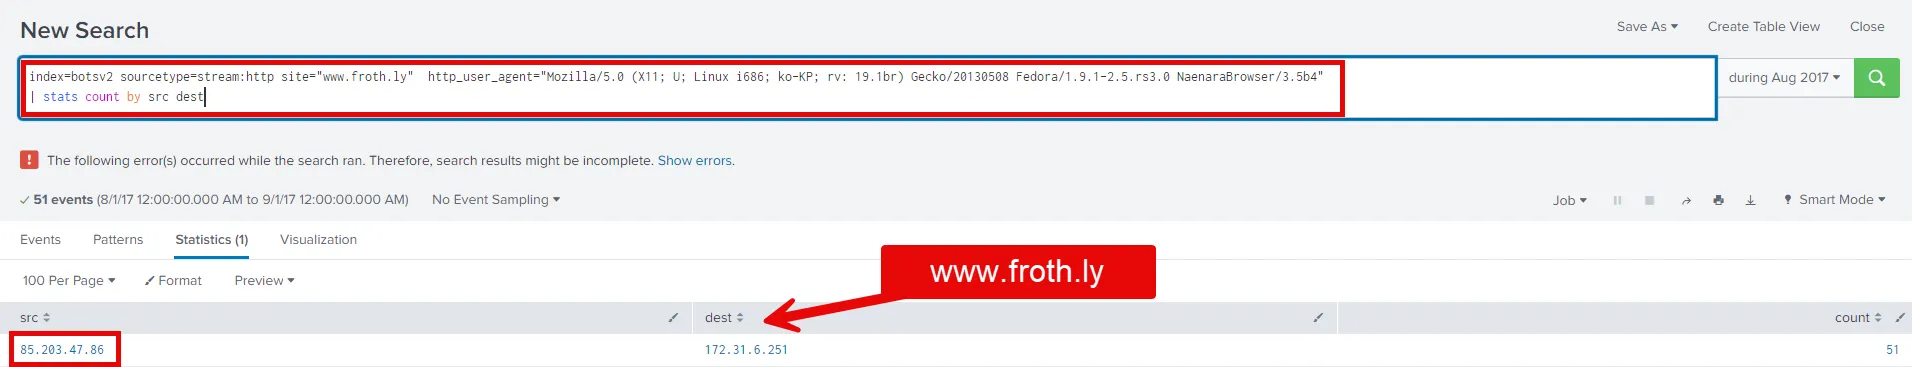 New Search
Save As Create Table View Close
index=botsv2 sourcetype=stream:http site="www.froth.ly" http_user_agent="Mozilla/5.0 (X11; U; Linux i686; ko-KP; rv: 19.1br) Gecko/20130508 Fedora/1.9.1-2.5.rs3.0 NaenaraBrowser/3.5b4"
| stats count by src dest
during Aug 2017
! The following error(s) occurred while the search ran. Therefore, search results might be incomplete. Show errors.
✓ 51 events (8/1/17 12:00:00.000 AM to 9/1/17 12:00:00.000 AM) No Event Sampling
Job Smart Mode
Events Patterns Statistics (1) Visualization
www.froth.ly
100 Per Page Format Preview
src dest count
85.203.47.86 172.31.6.251 51